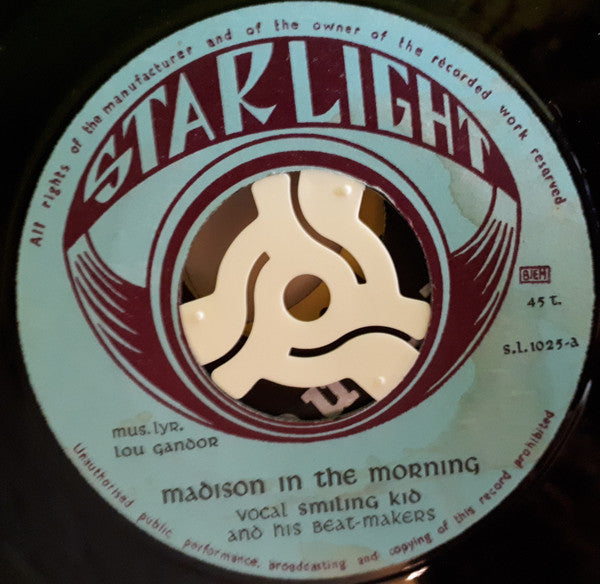 All rights of the manufacturer and of the owner of the recorded work reserved
STARLIGHT
BIEM
45 t.
s.l.1025-a
mus.lyr.
Lou Gandor
madison in the morning
vocal smiling kid
and his beat-makers
Unauthorised public performance, broadcasting and copying of this record prohibited
u